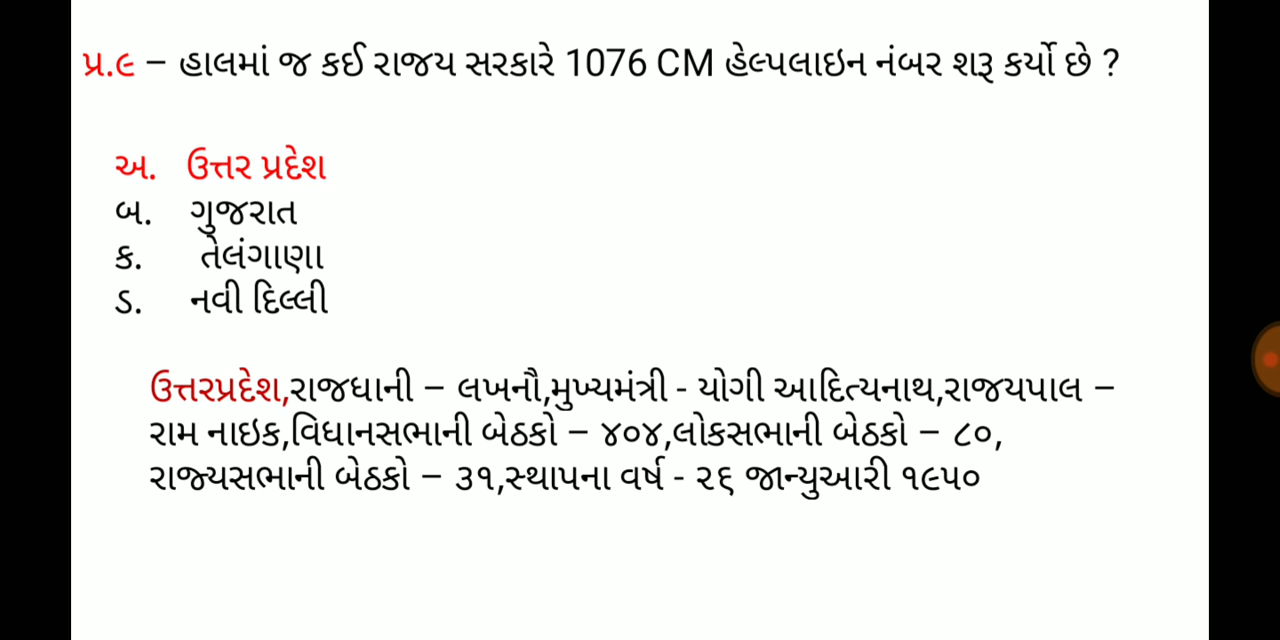 પ્ર.૯ – હાલમાં જ કઈ રાજય સરકારે 1076 CM હેલ્પલાઇન નંબર શરૂ કર્યો છે ?
અ. ઉત્તર પ્રદેશ
બ. ગુજરાત
ક. તેલંગાણા
ડ. નવી દિલ્લી
ઉત્તરપ્રદેશ,રાજધાની – લખનૌ,મુખ્યમંત્રી - યોગી આદિત્યનાથ,રાજયપાલ –
રામ નાઇક,વિધાનસભાની બેઠકો – ૪૦૪,લોકસભાની બેઠકો – ૮૦,
રાજ્યસભાની બેઠકો – ૩૧,સ્થાપના વર્ષ - ૨૬ જાન્યુઆરી ૧૯૫૦